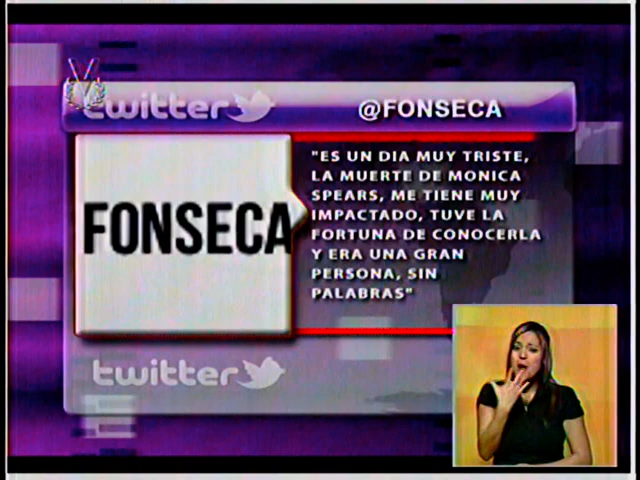 twitter
@FONSECA
FONSECA
"ES UN DIA MUY TRISTE,
LA MUERTE DE MONICA
SPEARS, ME TIENE MUY
IMPACTADO, TUVE LA
FORTUNA DE CONOCERLA
Y ERA UNA GRAN
PERSONA, SIN
PALABRAS"
twitter